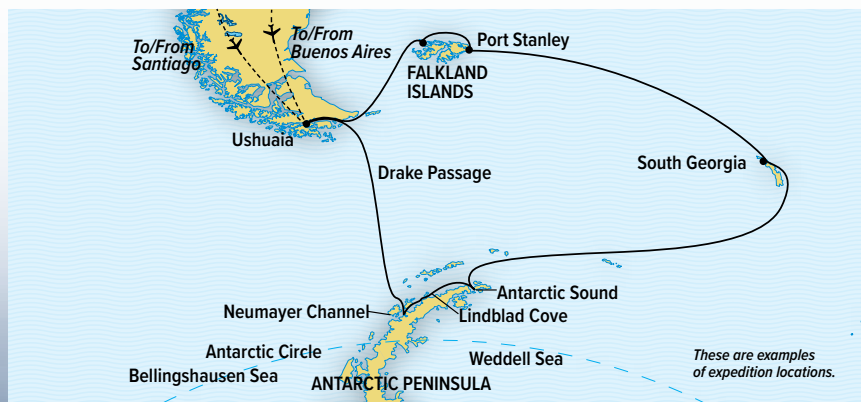 To/From
Santiago
To/From
Buenos Aires
Port Stanley
FALKLAND
ISLANDS
Ushuaia
Drake Passage
South Georgia
Antarctic Sound
Neumayer Channel
Lindblad Cove
Antarctic Circle
Weddell Sea
Bellingshausen Sea
ANTARCTIC PENINSULA
These are examples
of expedition locations.